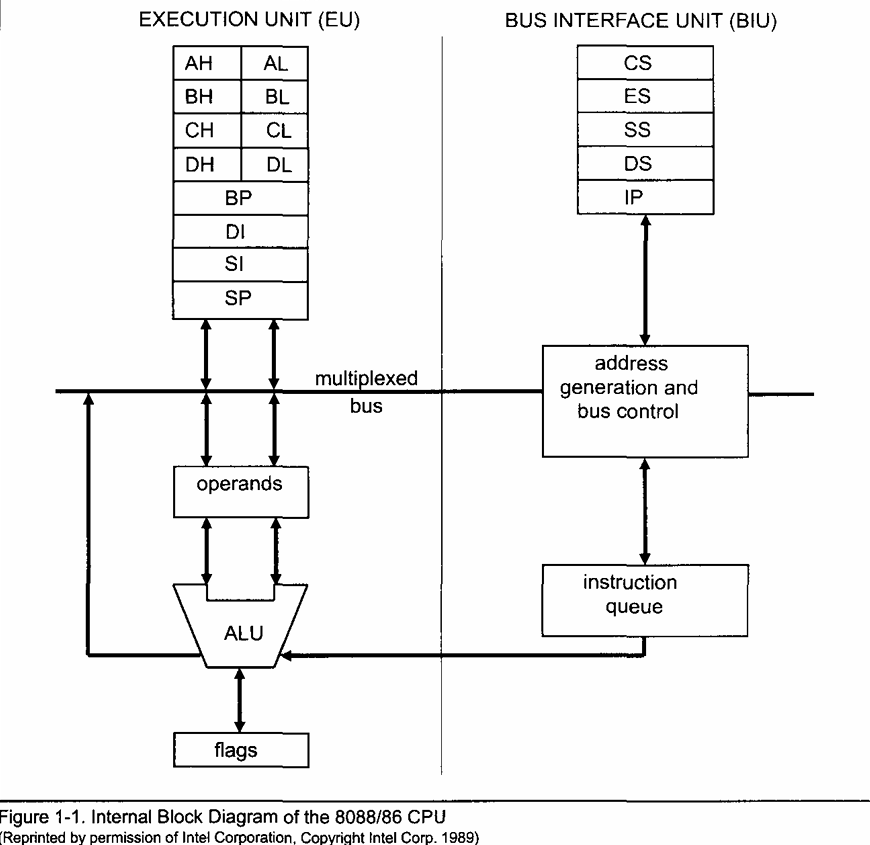 EXECUTION UNIT (EU)
BUS INTERFACE UNIT (BIU)
AH AL
BH BL
CH CL
DH DL
BP
DI
SI
SP
CS
ES
SS
DS
IP
multiplexed
bus
address
generation and
bus control
operands
instruction
queue
ALU
flags
Figure 1-1. Internal Block Diagram of the 8088/86 CPU
(Reprinted by permission of Intel Corporation, Copyright Intel Corp. 1989)